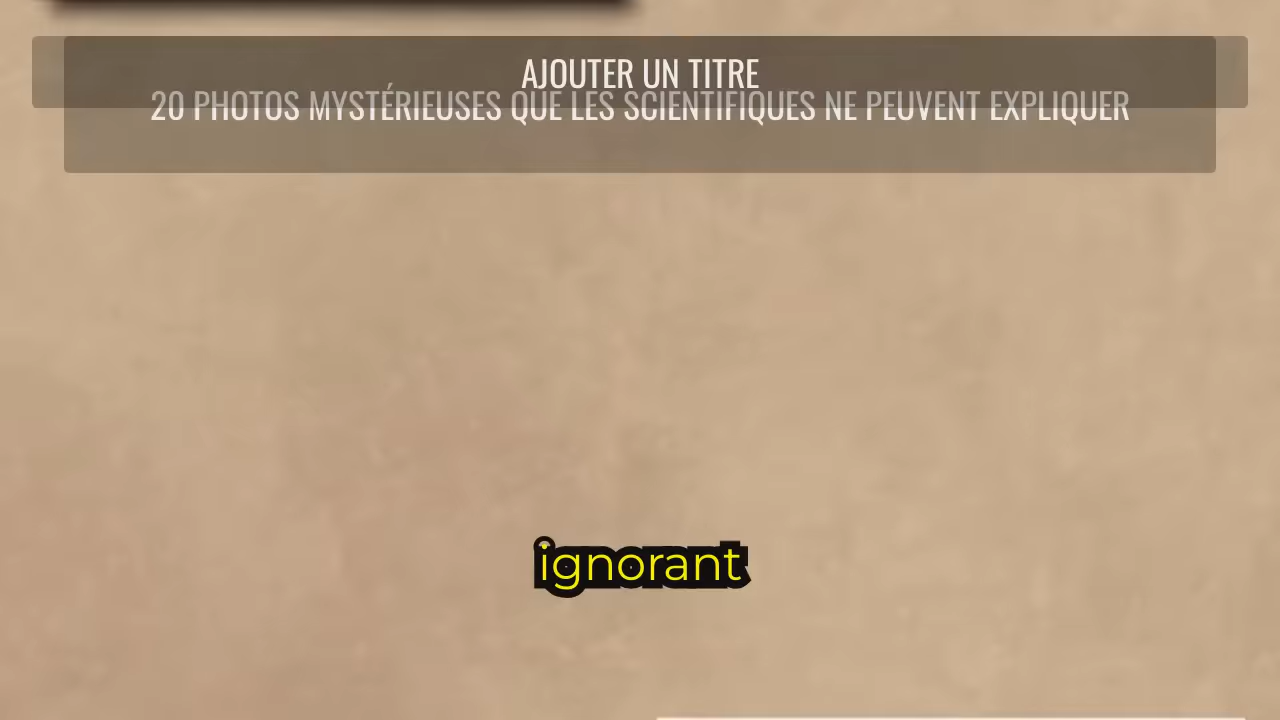 AJOUTER UN TITRE
20 PHOTOS MYSTÉRIEUSES QUE LES SCIENTIFIQUES NE PEUVENT EXPLIQUER
ignorant